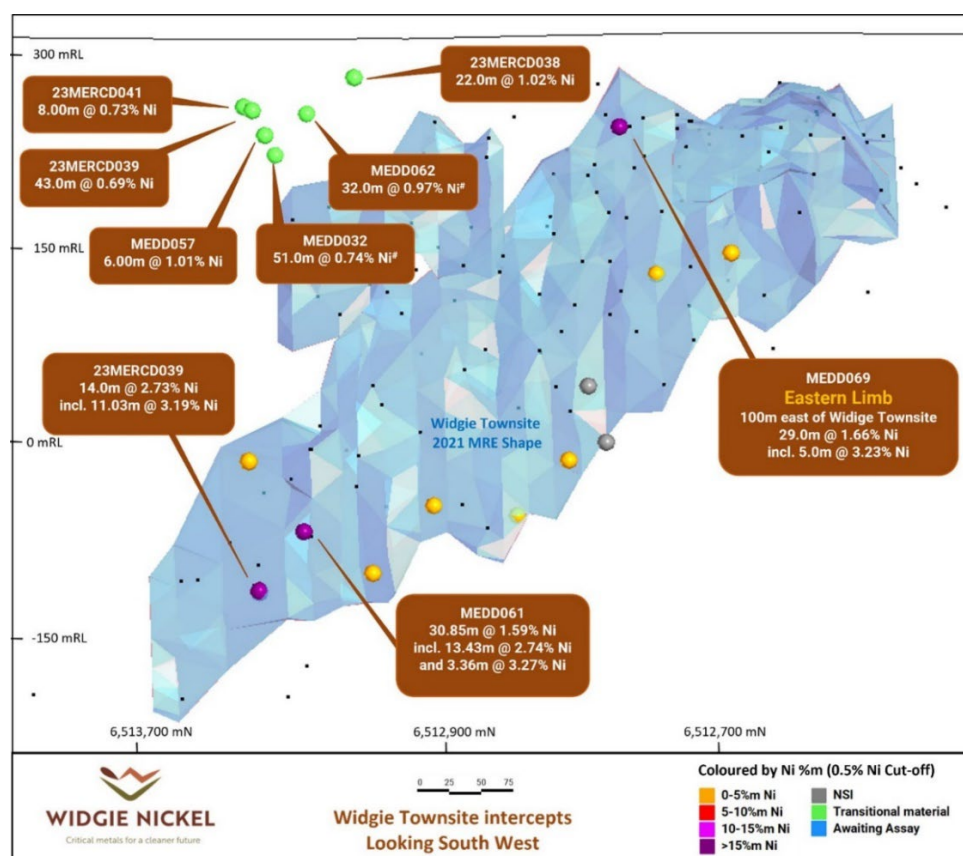 300 mRL
23MERCD038
22.0m @ 1.02% Ni
23MERCD041
8.00m @ 0.73% Ni
23MERCD039
43.0m @ 0.69% Ni
MEDD062
32.0m @ 0.97% Ni#
MEDD057
6.00m @ 1.01% Ni
MEDD032
51.0m @ 0.74% Ni#
150 mRL
23MERCD039
14.0m @ 2.73% Ni
incl. 11.03m @ 3.19% Ni
MEDD069
Eastern Limb
100m east of Widige Townsite
29.0m @ 1.66% Ni
incl. 5.0m @ 3.23% Ni
Widgie Townsite
2021 MRE Shape
0 mRL
MEDD061
30.85m @ 1.59% Ni
incl. 13.43m @ 2.74% Ni
and 3.36m @ 3.27% Ni
-150 mRL
6,513,700 mN
6,512,900 mN
6,512,700 mN
WIDGIE NICKEL
Critical metals for a cleaner future
0 25 50 75
Widgie Townsite intercepts
Looking South West
Coloured by Ni %m (0.5% Ni Cut-off)
0-5%m Ni
5-10%m Ni
10-15%m Ni
>15%m Ni
NSI
Transitional material
Awaiting Assay